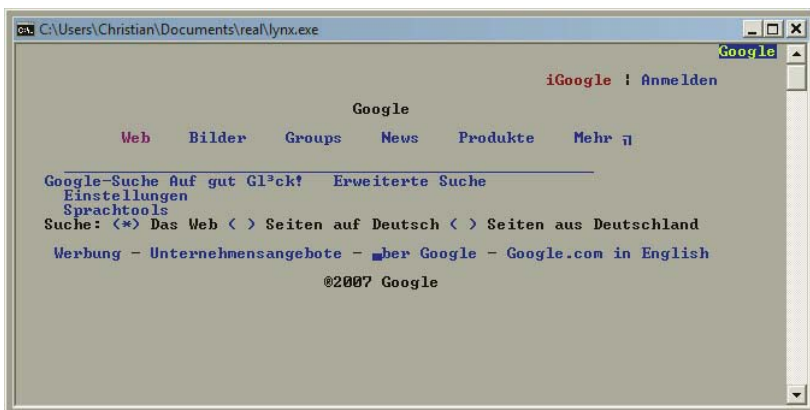 C:\Users\Christian\Documents\real\lynx.exe
Google
iGoogle ¦ Anmelden
Google
Web Bilder Groups News Produkte Mehr
Google-Suche Auf gut Gl³ck! Erweiterte Suche
Einstellungen
Sprachtools
Suche: (*) Das Web ( ) Seiten auf Deutsch ( ) Seiten aus Deutschland
Werbung - Unternehmensangebote - ▄ber Google - Google.com in English
©2007 Google